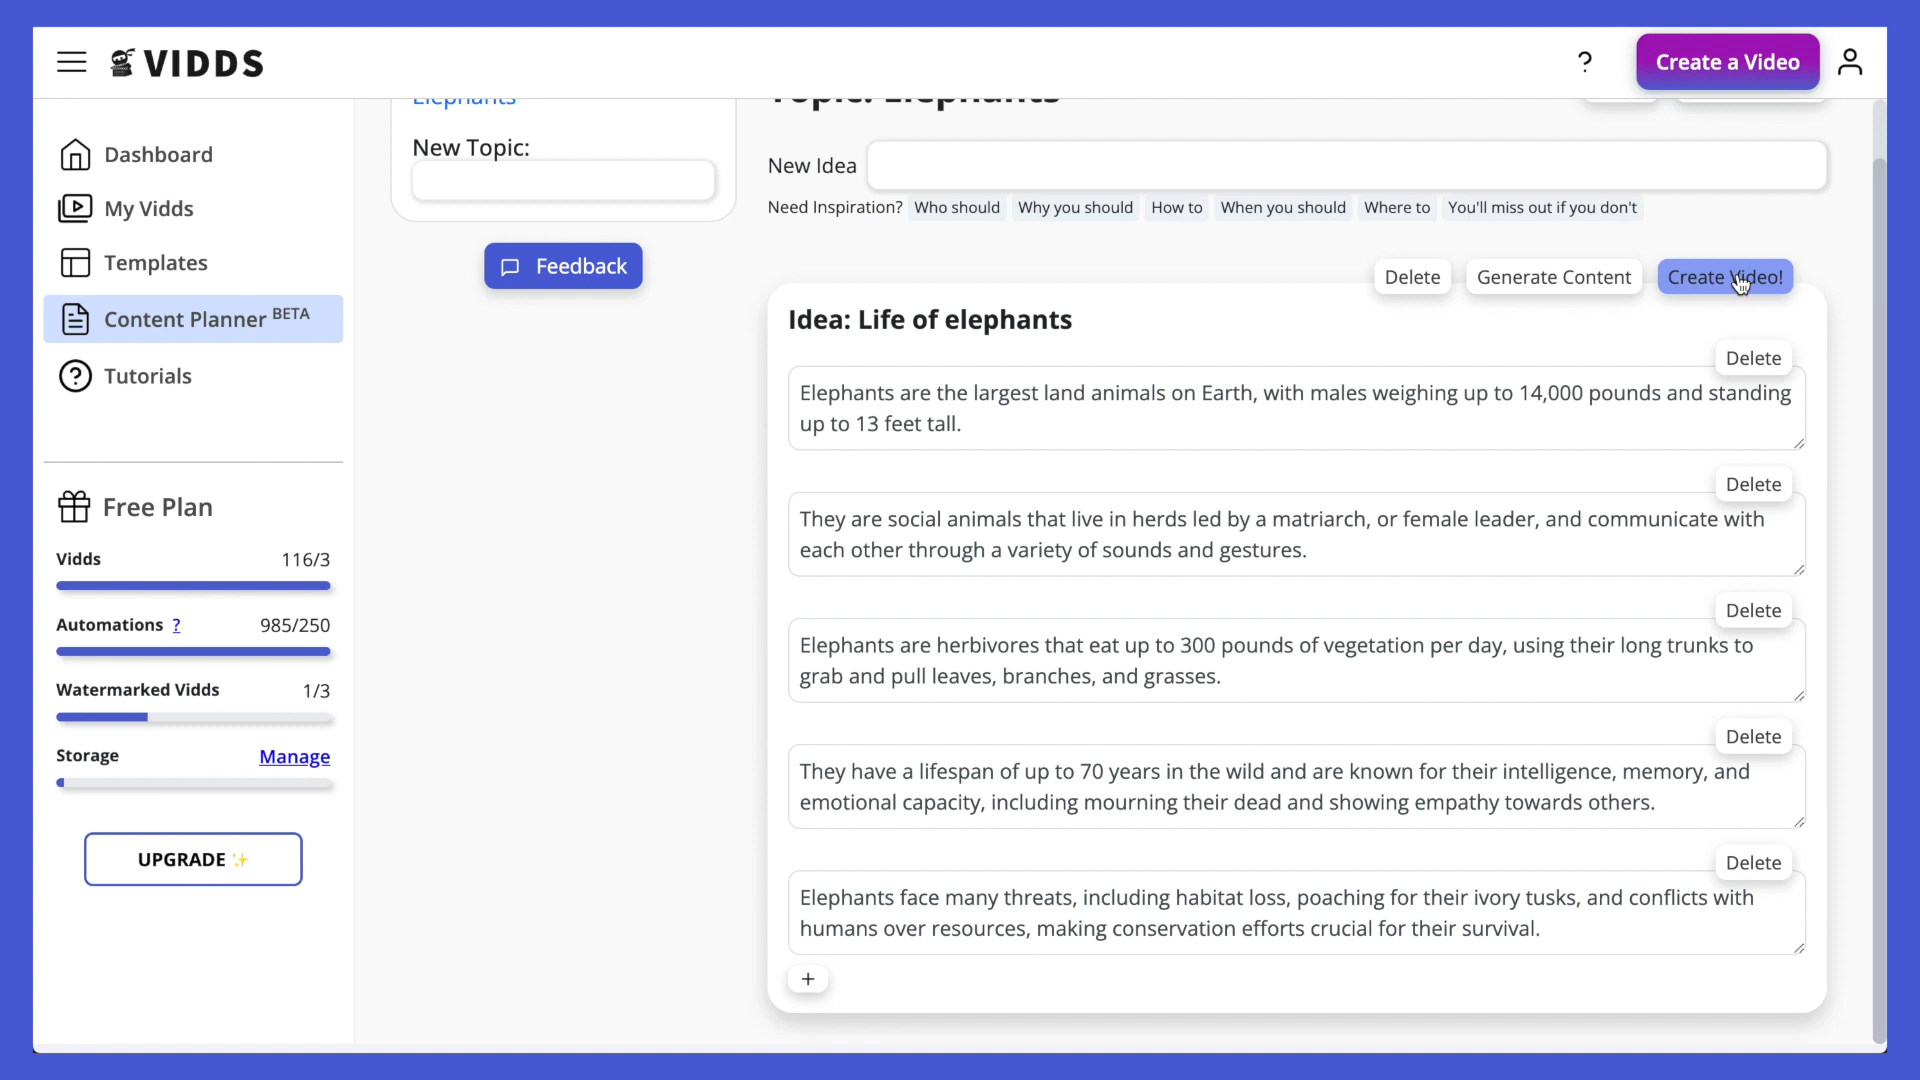 VIDDS
?
Create a Video
Dashboard
My Vidds
Templates
Content Planner BETA
Tutorials
Free Plan
Vidds 116/3
Automations ? 985/250
Watermarked Vidds 1/3
Storage Manage
UPGRADE ✨
Elephants
New Topic:
Feedback
Topic: Elephants
New Idea
Need Inspiration? Who should Why you should How to When you should Where to You'll miss out if you don't
Delete Generate Content Create Video!
Idea: Life of elephants
Delete
Elephants are the largest land animals on Earth, with males weighing up to 14,000 pounds and standing
up to 13 feet tall.
Delete
They are social animals that live in herds led by a matriarch, or female leader, and communicate with
each other through a variety of sounds and gestures.
Delete
Elephants are herbivores that eat up to 300 pounds of vegetation per day, using their long trunks to
grab and pull leaves, branches, and grasses.
Delete
They have a lifespan of up to 70 years in the wild and are known for their intelligence, memory, and
emotional capacity, including mourning their dead and showing empathy towards others.
Delete
Elephants face many threats, including habitat loss, poaching for their ivory tusks, and conflicts with
humans over resources, making conservation efforts crucial for their survival.
+